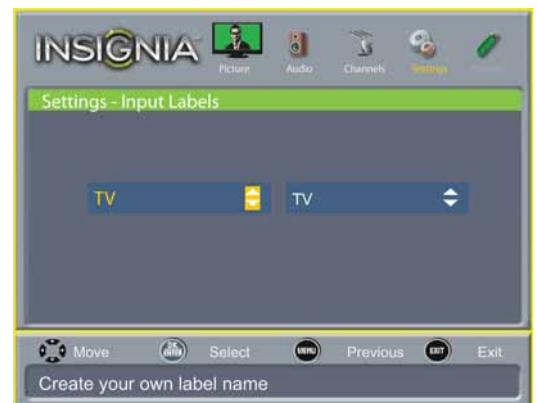 INSIGNIA
Picture Audio Channels Settings
Settings - Input Labels
TV TV
Move OK ENTER Select MENU Previous EXIT Exit
Create your own label name